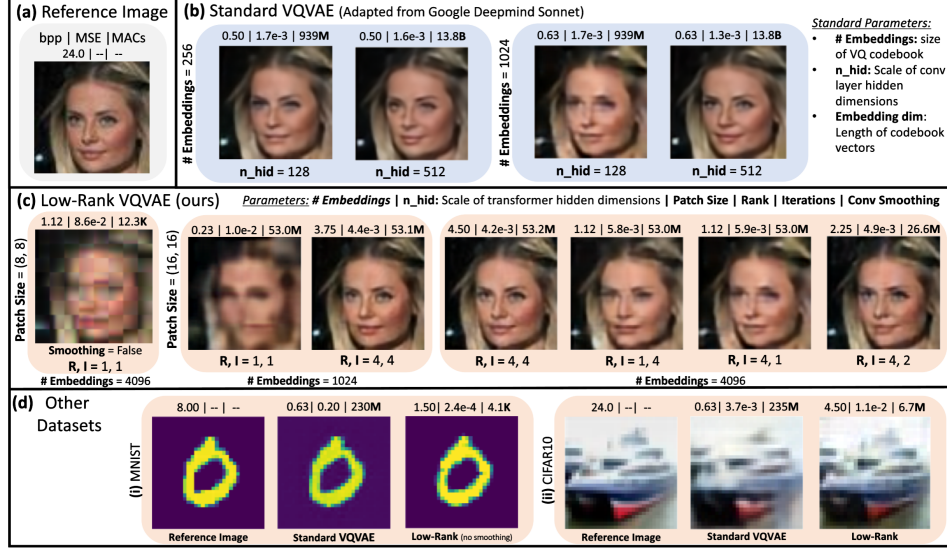 (a) Reference Image
bpp | MSE |MACs
24.0 | --| --
(b) Standard VQVAE (Adapted from Google Deepmind Sonnet)
# Embeddings = 256
0.50 | 1.7e-3 | 939M
n_hid = 128
0.50 | 1.6e-3 | 13.8B
n_hid = 512
# Embeddings = 1024
0.63 | 1.7e-3 | 939M
n_hid = 128
0.63 | 1.3e-3 | 13.8B
n_hid = 512
Standard Parameters:
• # Embeddings: size
of VQ codebook
• n_hid: Scale of conv
layer hidden
dimensions
• Embedding dim:
Length of codebook
vectors
(c) Low-Rank VQVAE (ours)
Parameters: # Embeddings | n_hid: Scale of transformer hidden dimensions | Patch Size | Rank | Iterations | Conv Smoothing
Patch Size = (8, 8)
1.12 | 8.6e-2 | 12.3K
Smoothing = False
R, I = 1, 1
# Embeddings = 4096
Patch Size = (16, 16)
0.23 | 1.0e-2 | 53.0M
R, I = 1, 1
3.75 | 4.4e-3 | 53.1M
R, I = 4, 4
# Embeddings = 1024
4.50 | 4.2e-3| 53.2M
R, I = 4, 4
1.12 | 5.8e-3| 53.0M
R, I = 1, 4
1.12 | 5.9e-3| 53.0M
R, I = 4, 1
2.25 | 4.9e-3 | 26.6M
R, I = 4, 2
# Embeddings = 4096
(d) Other
Datasets
(i) MNIST
8.00 | -- | --
Reference Image
0.63| 0.20 | 230M
Standard VQVAE
1.50| 2.4e-4 | 4.1K
Low-Rank (no smoothing)
(ii) CIFAR10
24.0 | --| --
Reference Image
0.63| 3.7e-3 | 235M
Standard VQVAE
4.50| 1.1e-2 | 6.7M
Low-Rank